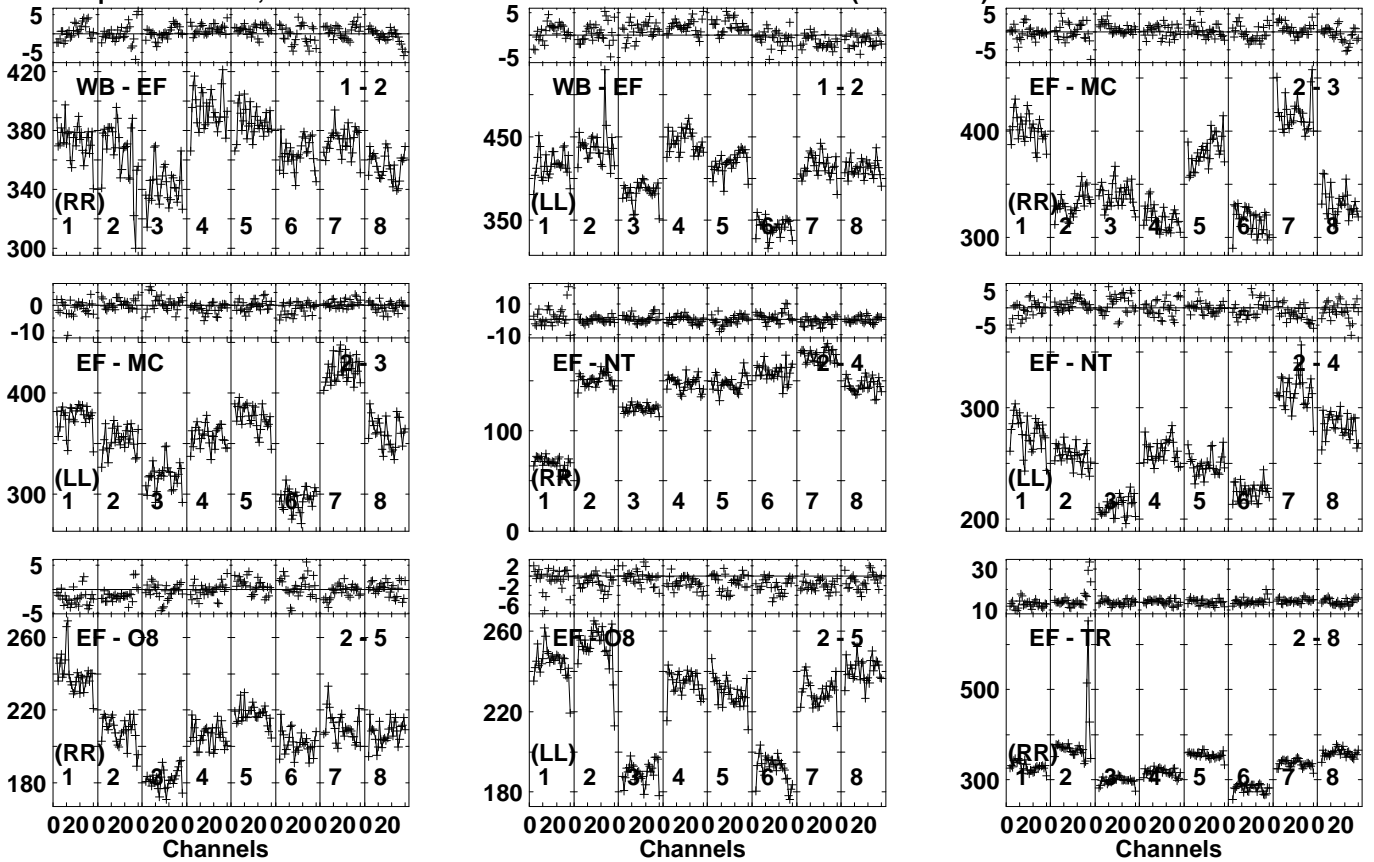 5
-5
420
380
340
300
WB - EF 1 - 2
(RR)
1 2 3 4 5 6 7 8
5
-5
450
350
WB - EF 1 - 2
(LL)
1 2 3 4 5 6 7 8
5
-5
400
300
EF - MC 2 - 3
(RR)
1 2 3 4 5 6 7 8
0
-10
400
300
EF - MC 2 - 3
(LL)
1 2 3 4 5 6 7 8
10
-10
100
0
EF - NT 2 - 4
(RR)
1 2 3 4 5 6 7 8
5
-5
300
200
EF - NT 2 - 4
(LL)
1 2 3 4 5 6 7 8
5
-5
260
220
180
EF - O8 2 - 5
(RR)
1 2 3 4 5 6 7 8
0 20 0 20 0 20 0 20 0 20 0 20 0 20 0 20
Channels
2
-2
-6
260
220
180
EF - O8 2 - 5
(LL)
1 2 3 4 5 6 7 8
0 20 0 20 0 20 0 20 0 20 0 20 0 20 0 20
Channels
30
10
500
300
EF - TR 2 - 8
(RR)
1 2 3 4 5 6 7 8
0 20 0 20 0 20 0 20 0 20 0 20 0 20 0 20
Channels